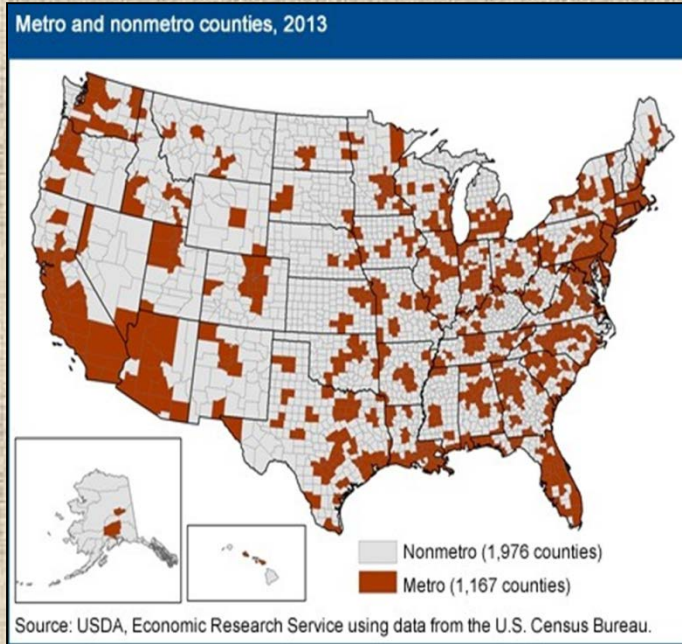 Metro and nonmetro counties, 2013
Nonmetro (1,976 counties)
Metro (1,167 counties)
Source: USDA, Economic Research Service using data from the U.S. Census Bureau.